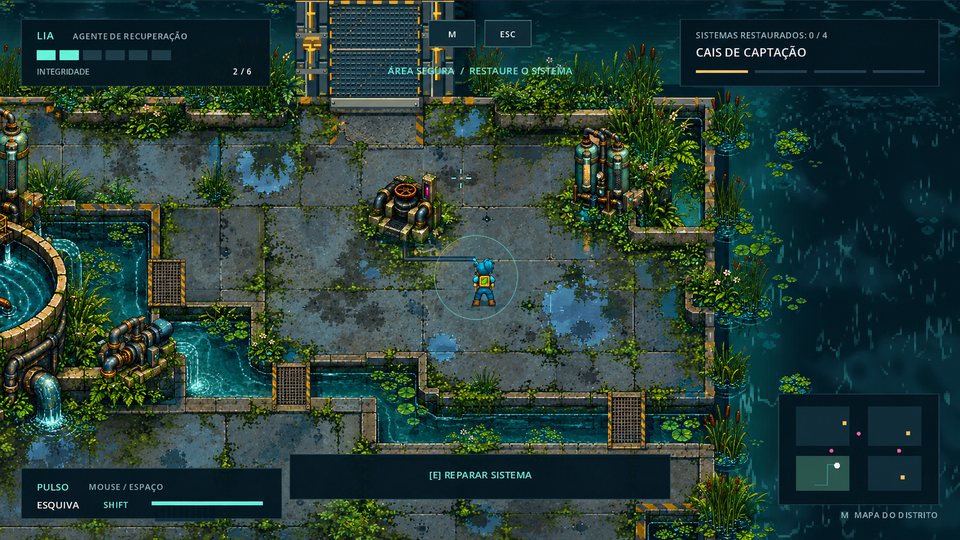 LIA AGENTE DE RECUPERAÇÃO
INTEGRIDADE 2 / 6
M
ESC
ÁREA SEGURA / RESTAURE O SISTEMA
SISTEMAS RESTAURADOS: 0 / 4
CAIS DE CAPTAÇÃO
[E] REPARAR SISTEMA
PULSO MOUSE / ESPAÇO
ESQUIVA SHIFT
M MAPA DO DISTRITO